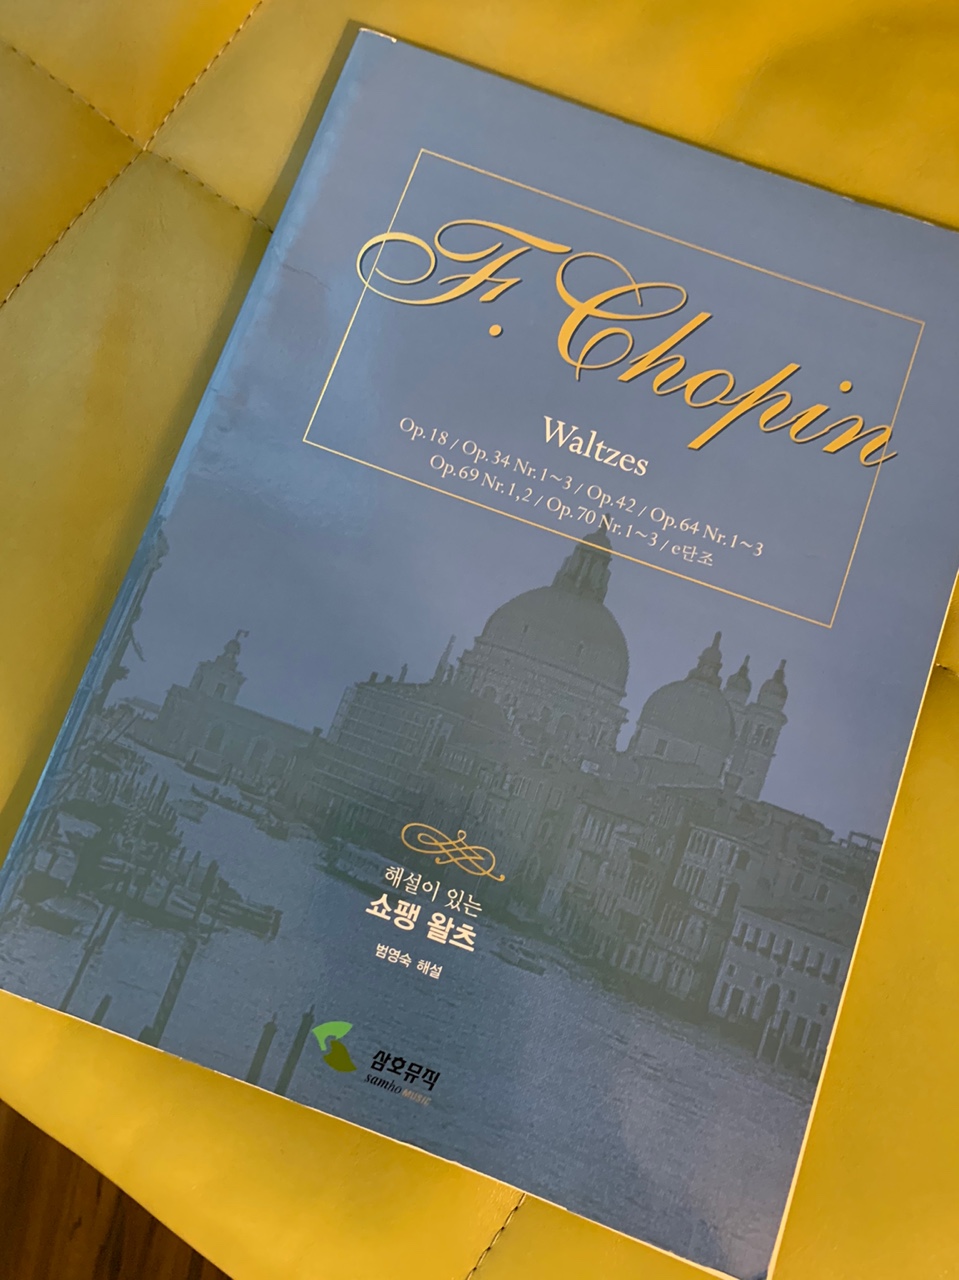 F. Chopin
Waltzes
Op.18 / Op.34 Nr.1~3 / Op.42 / Op.64 Nr.1~3
Op.69 Nr.1,2 / Op.70 Nr.1~3 / e단조
해설이 있는
쇼팽 왈츠
범영숙 해설
삼호뮤직
samho MUSIC